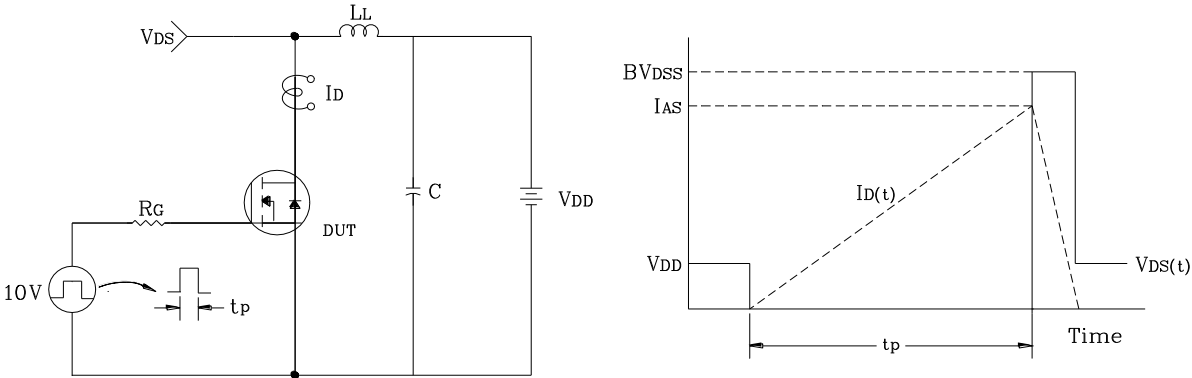 LL
VDS
ID
C
VDD
RG
DUT
10V
tp
BVDSS
IAS
ID(t)
VDD
VDS(t)
Time
tp